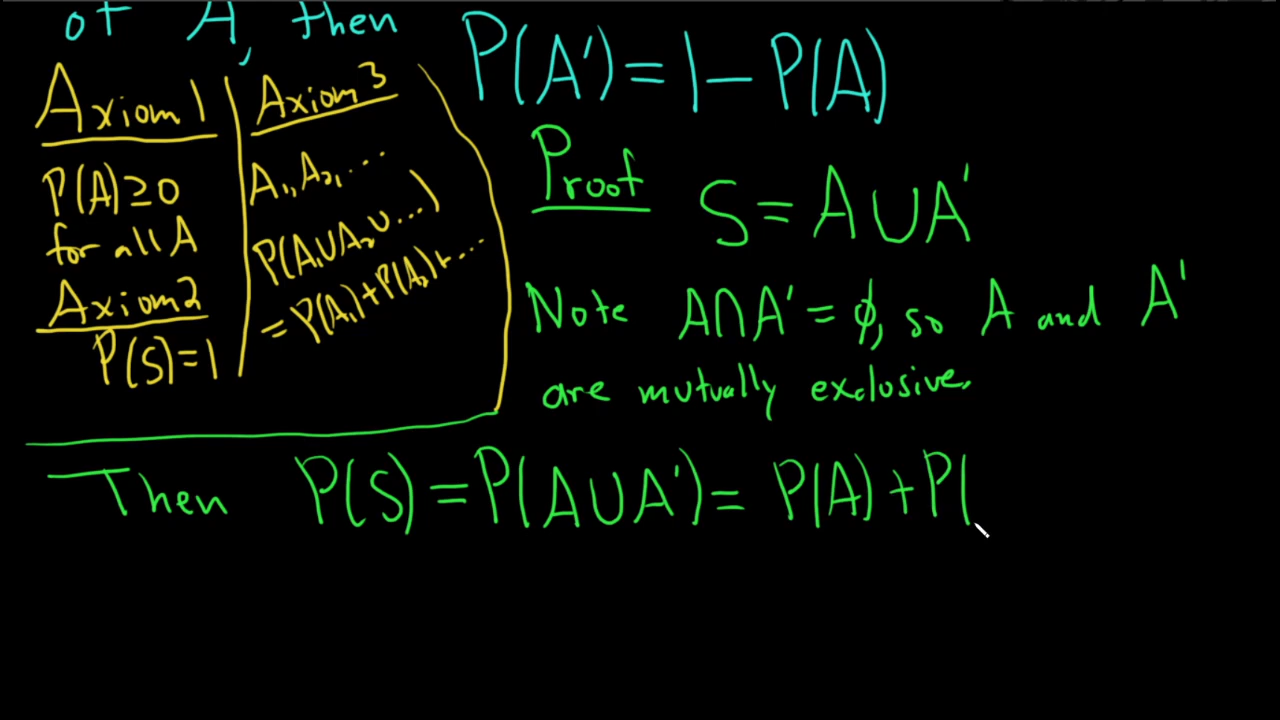 of A, then
P(A') = 1 - P(A)
Axiom 1
P(A) ≥ 0
for all A
Axiom 2
P(S) = 1
Axiom 3
A₁, A₂, ...
P(A₁ ∪ A₂ ∪ ...)
= P(A₁) + P(A₂) + ...
Proof S = A ∪ A'
Note A ∩ A' = ϕ, so A and A'
are mutually exclusive.
Then P(S) = P(A ∪ A') = P(A) + P(